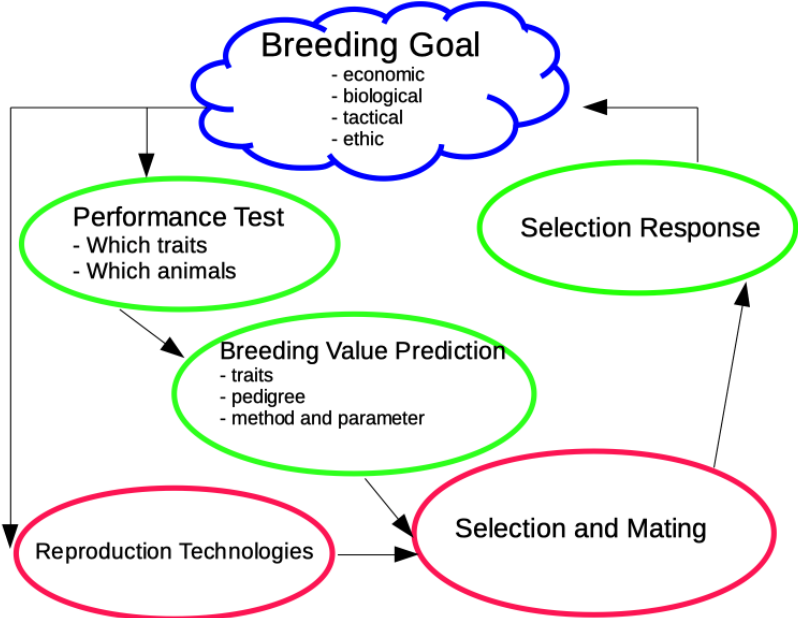 Breeding Goal
- economic
- biological
- tactical
- ethic
Performance Test
- Which traits
- Which animals
Selection Response
Breeding Value Prediction
- traits
- pedigree
- method and parameter
Selection and Mating
Reproduction Technologies